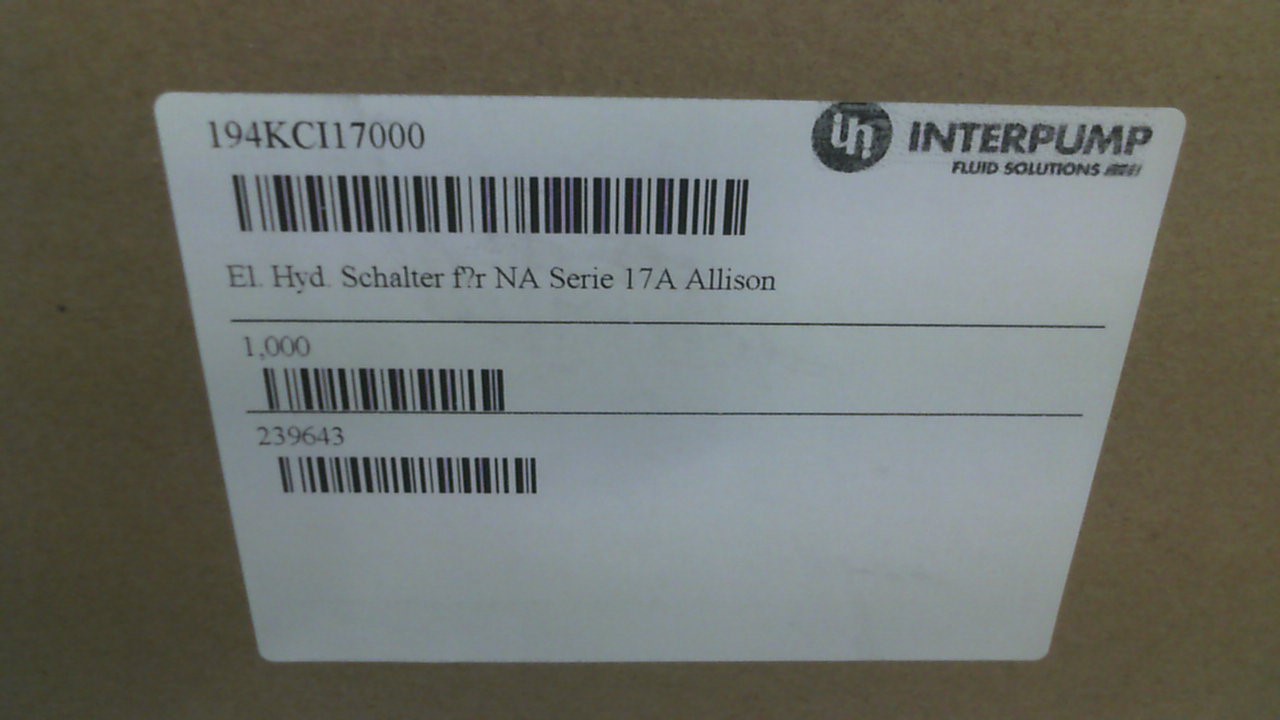 194KCI17000
INTERPUMP
FLUID SOLUTIONS
El. Hyd. Schalter f?r NA Serie 17A Allison
1,000
239643